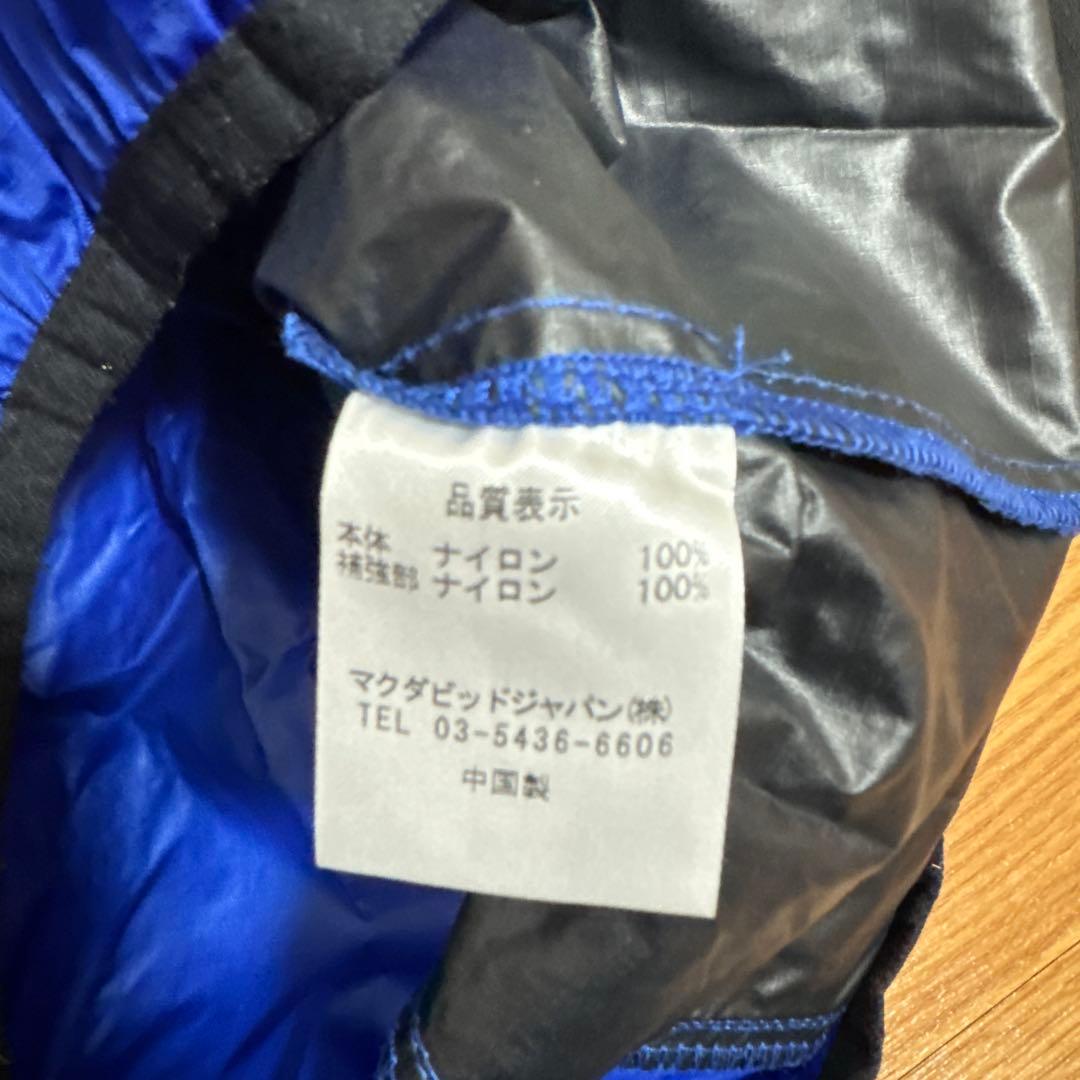 品質表示
本体 ナイロン 100%
補強部 ナイロン 100%
マクダビッドジャパン(株)
TEL 03-5436-6606
中国製